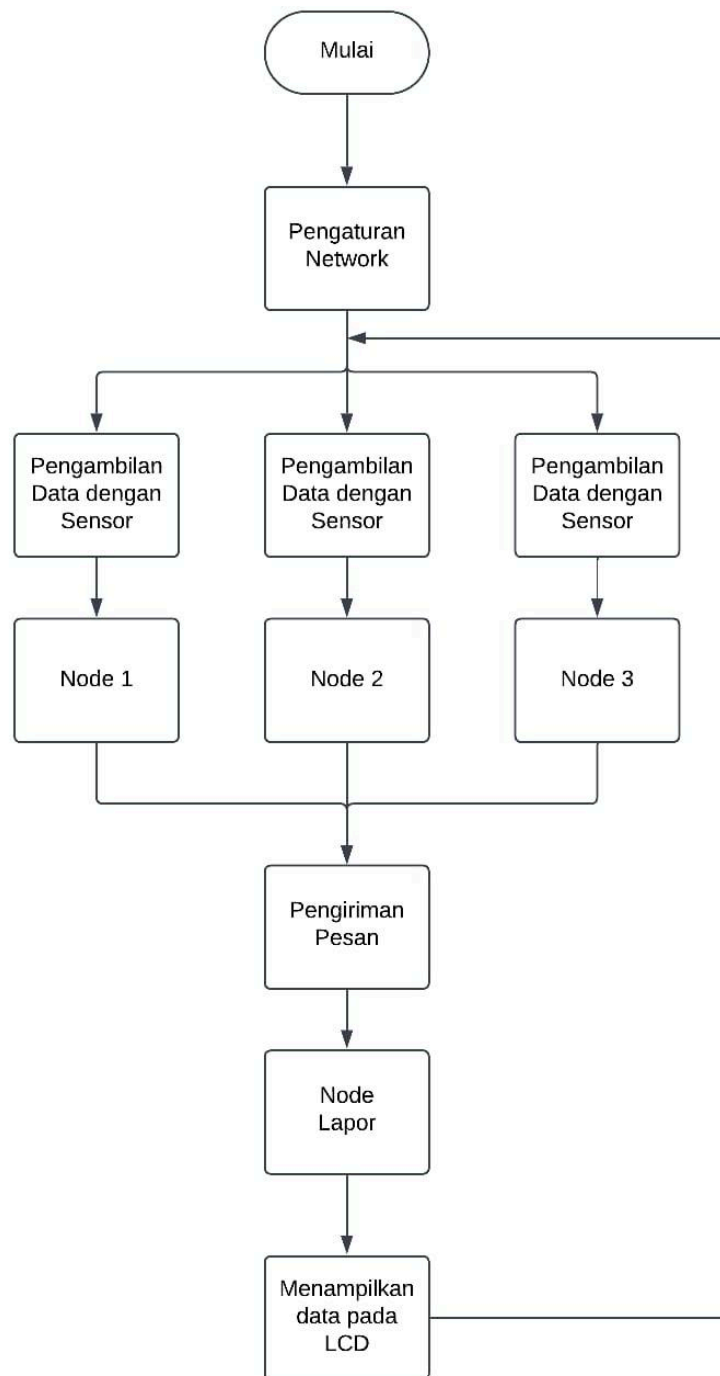 Mulai
Pengaturan
Network
Pengambilan
Data dengan
Sensor
Pengambilan
Data dengan
Sensor
Pengambilan
Data dengan
Sensor
Node 1
Node 2
Node 3
Pengiriman
Pesan
Node
Lapor
Menampilkan
data pada
LCD